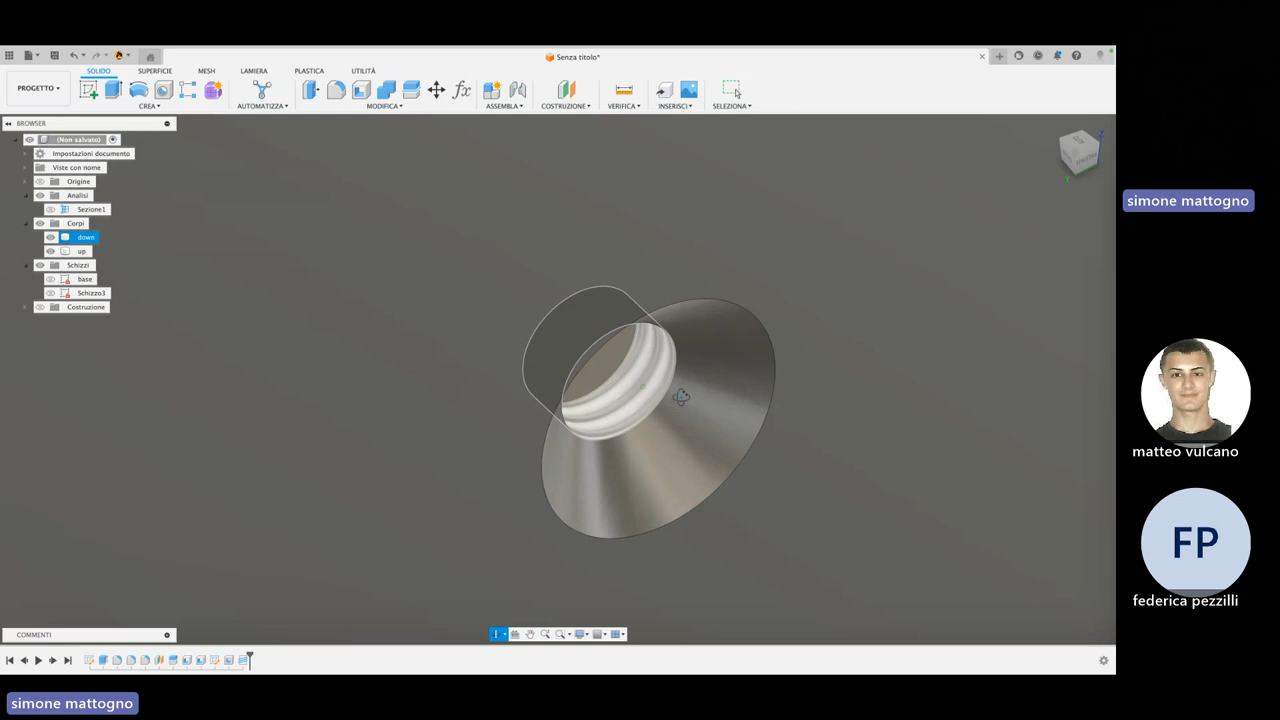 Senza titolo*
PROGETTO
SOLIDO
SUPERFICIE
MESH
LAMIERA
PLASTICA
UTILITÀ
CREA
AUTOMATIZZA
MODIFICA
ASSEMBLA
COSTRUZIONE
VERIFICA
INSERISCI
SELEZIONA
BROWSER
(Non salvato)
Impostazioni documento
Viste con nome
Origine
Analisi
Sezione1
Corpi
down
up
Schizzi
base
Schizzo3
Costruzione
Z
Y
COMMENTI
simone mattogno
matteo vulcano
FP
federica pezzilli
simone mattogno